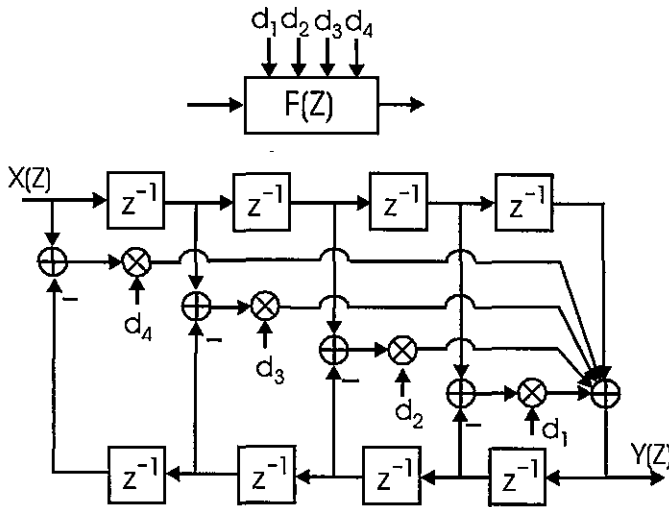 d₁ d₂ d₃ d₄
F(Z)
X(Z)
z⁻¹ z⁻¹ z⁻¹ z⁻¹
−
d₄
−
d₃
−
d₂
−
d₁
z⁻¹ z⁻¹ z⁻¹ z⁻¹
Y(Z)